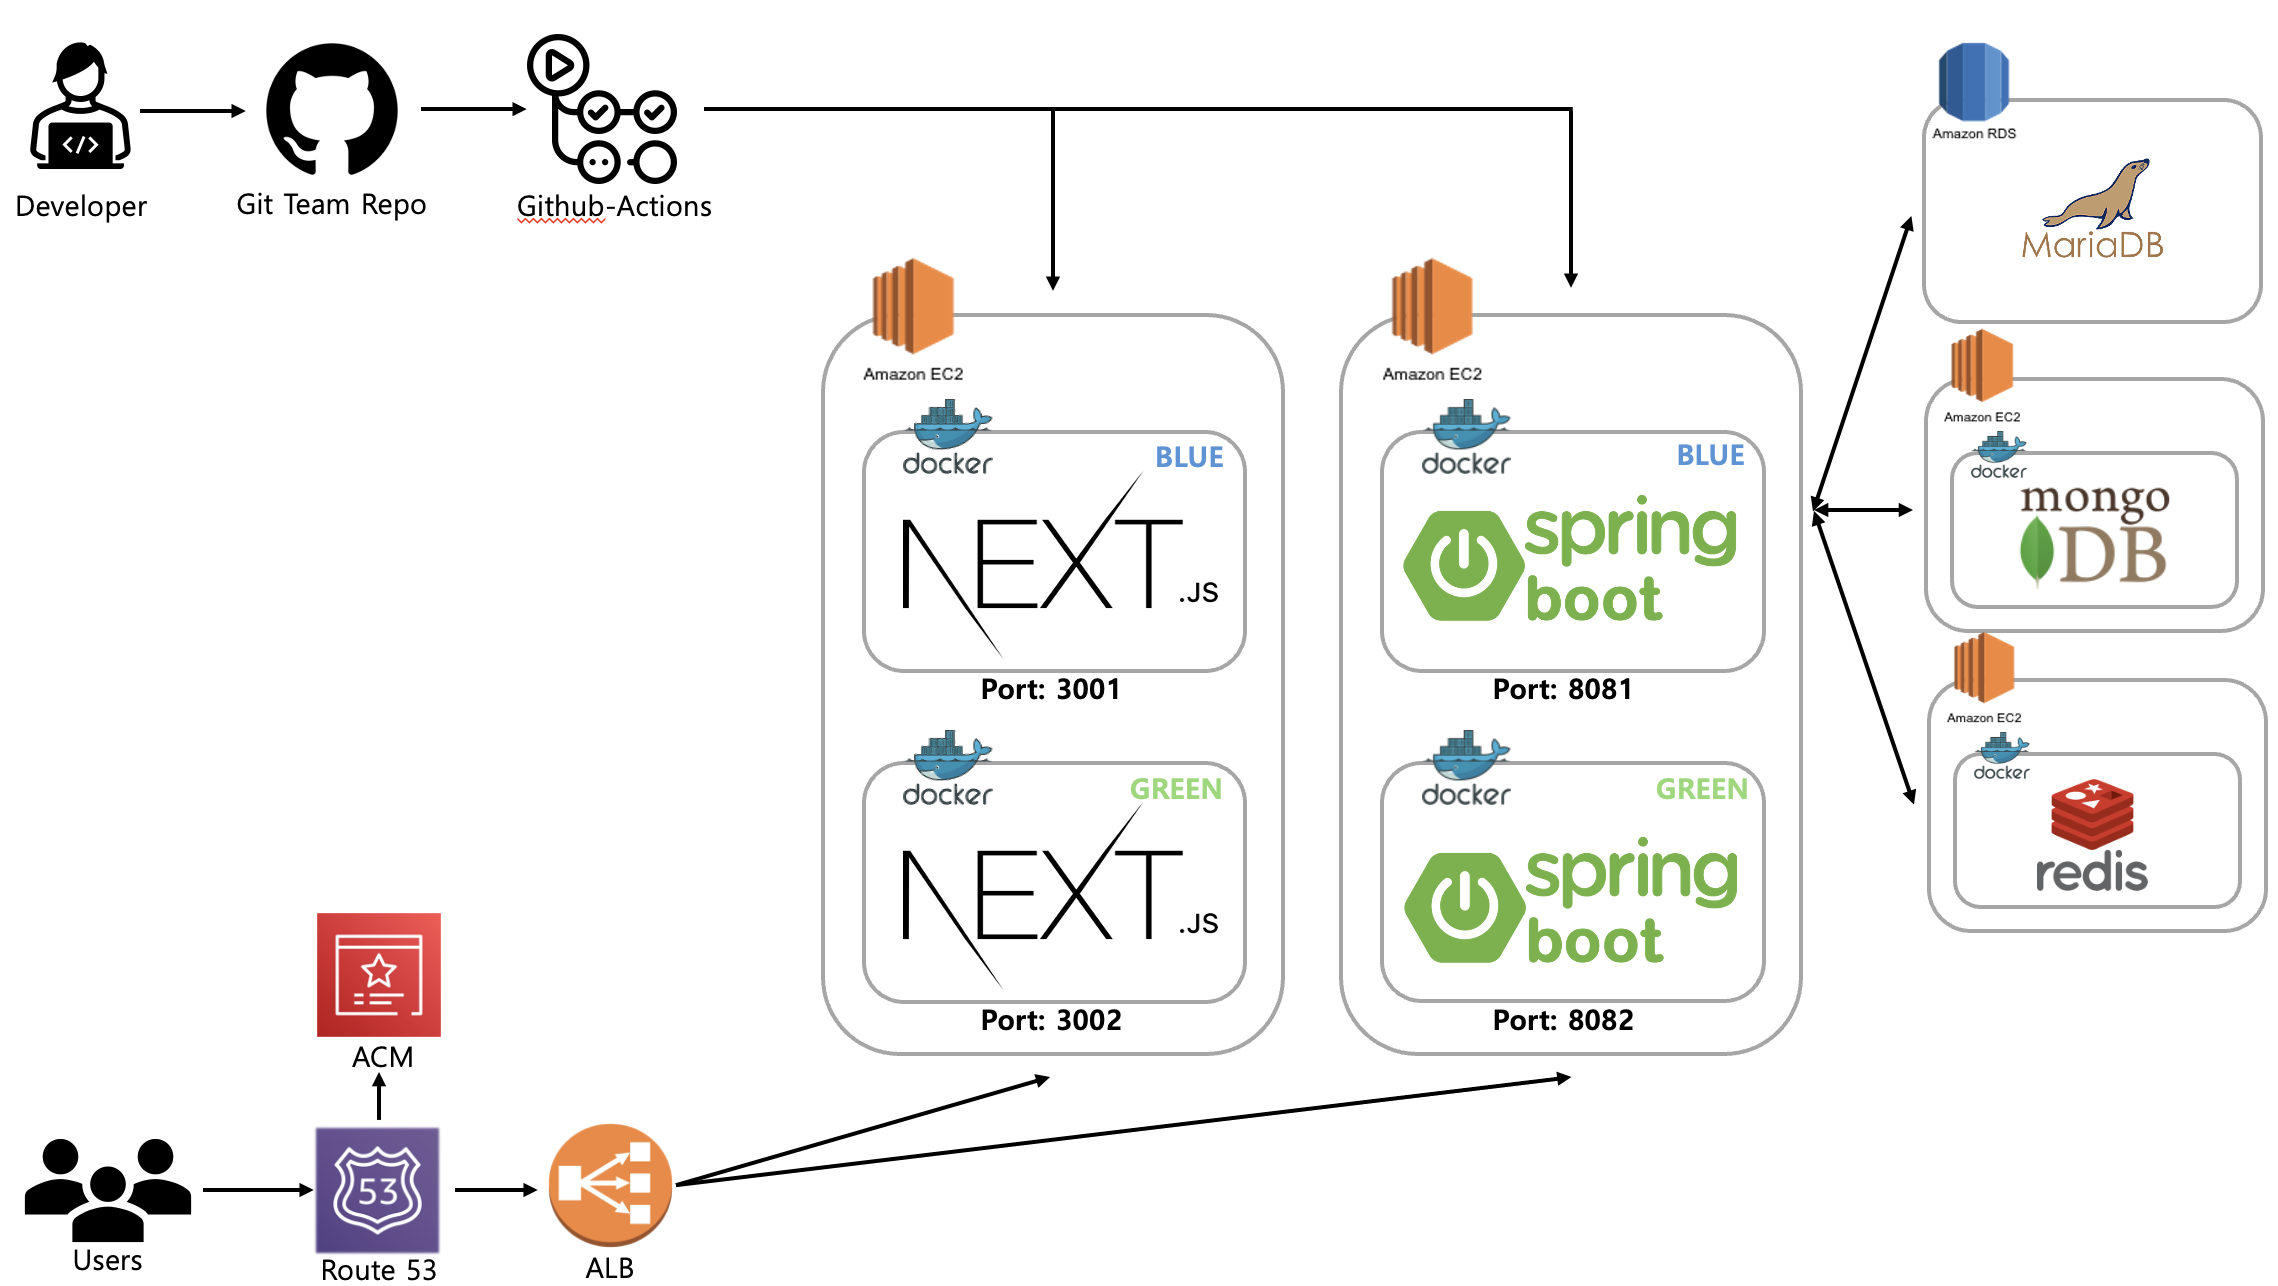 </>
Developer
Git Team Repo
Github-Actions
Amazon RDS
MariaDB
Amazon EC2
docker
BLUE
NEXT.JS
Port: 3001
docker
GREEN
NEXT.JS
Port: 3002
Amazon EC2
docker
BLUE
spring
boot
Port: 8081
docker
GREEN
spring
boot
Port: 8082
Amazon EC2
docker
mongo
DB
Amazon EC2
docker
redis
ACM
53
Users
Route 53
ALB